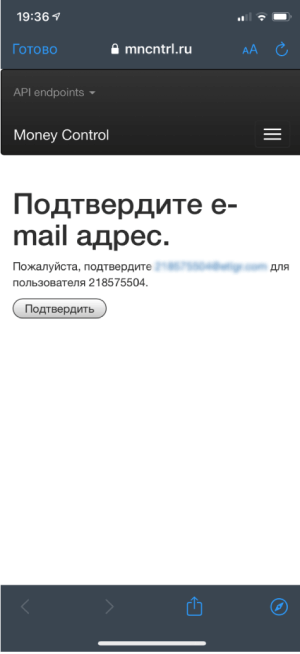 19:36
Готово
mncntrl.ru
AA
API endpoints
Money Control
Подтвердите e-
mail адрес.
Пожалуйста, подтвердите для
пользователя 218575504.
Подтвердить